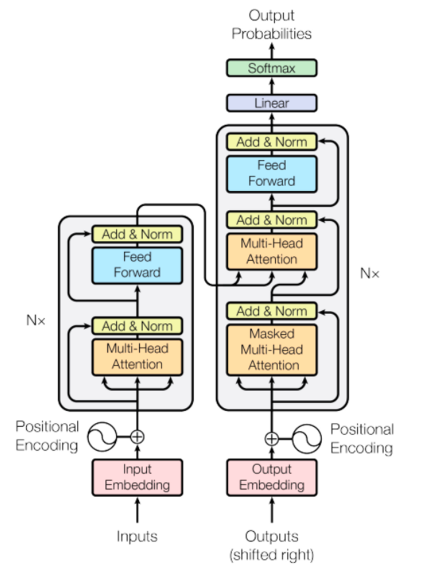 Output
Probabilities
Softmax
Linear
Add & Norm
Feed
Forward
Add & Norm
Multi-Head
Attention
Add & Norm
Masked
Multi-Head
Attention
N×
Positional
Encoding
Output
Embedding
Outputs
(shifted right)
Add & Norm
Feed
Forward
Add & Norm
Multi-Head
Attention
N×
Positional
Encoding
Input
Embedding
Inputs